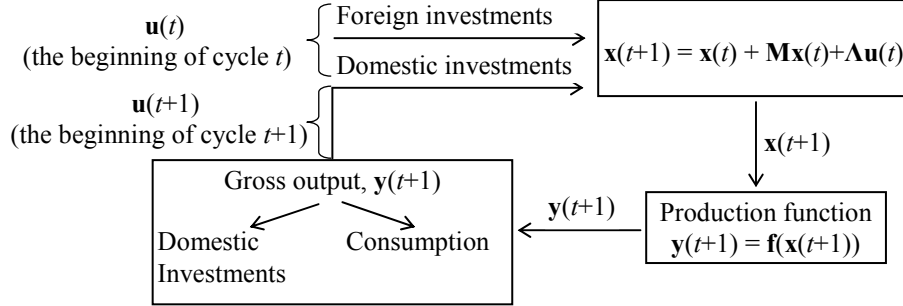 u(t)
(the beginning of cycle t)
Foreign investments
Domestic investments
x(t+1) = x(t) + Mx(t)+Λu(t)
u(t+1)
(the beginning of cycle t+1)
x(t+1)
Gross output, y(t+1)
Domestic
Investments
Consumption
y(t+1)
Production function
y(t+1) = f(x(t+1))